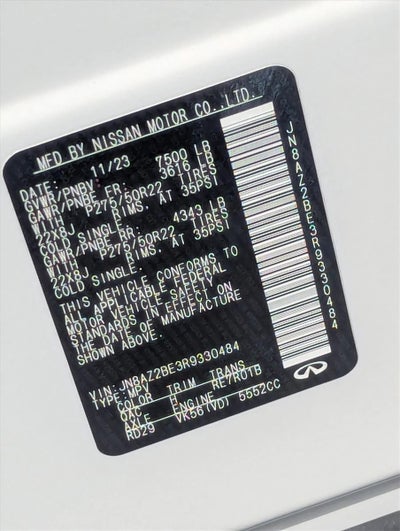 MFD BY NISSAN MOTOR CO.,LTD.
DATE: 11/23
GVWR/PNBV: 7500 LB
GAWR/PNBE FR: 3616 LB
WITH P275/50R22 TIRES
22X8J RIMS. AT 35PSI
COLD SINGLE.
GAWR/PNBE RR: 4343 LB
WITH P275/50R22 TIRES
22X8J RIMS. AT 35PSI
COLD SINGLE.
THIS VEHICLE CONFORMS TO
ALL APPLICABLE FEDERAL
MOTOR VEHICLE SAFETY
STANDARDS IN EFFECT ON
THE DATE OF MANUFACTURE
SHOWN ABOVE.
VIN: JN8AZ2BE3R9330484
TYPE: MPV
COLOR TRIM TRANS
QAC RE7R01B
AXLE ENGINE
RD29 VK56(VD) 5552CC
JN8AZ2BE3R9330484